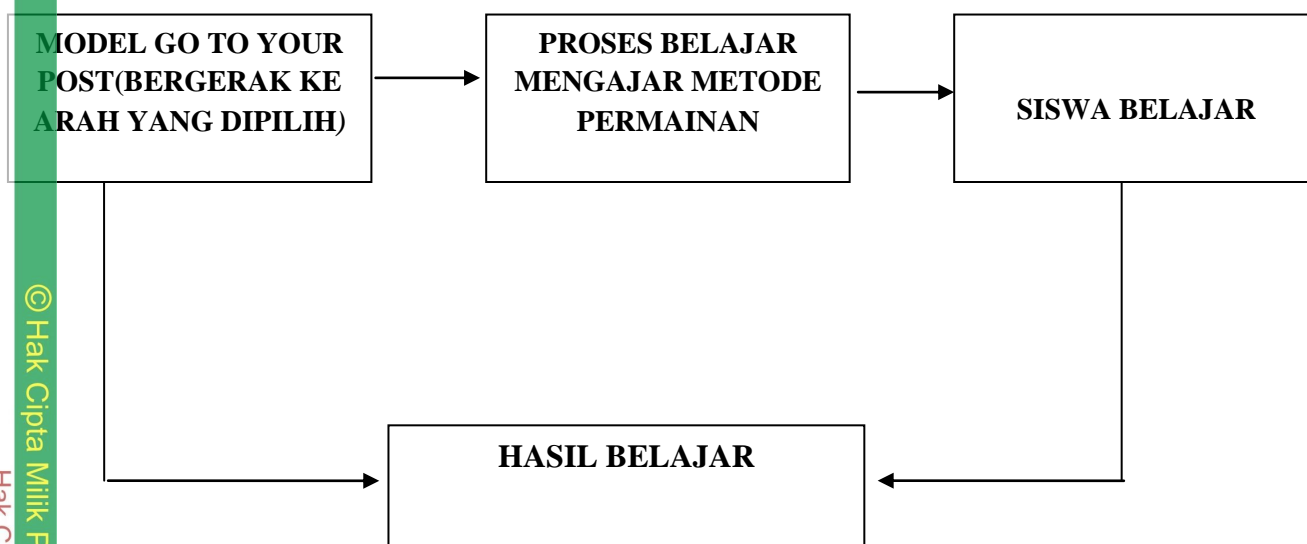 MODEL GO TO YOUR
POST(BERGERAK KE
ARAH YANG DIPILIH)
PROSES BELAJAR
MENGAJAR METODE
PERMAINAN
SISWA BELAJAR
HASIL BELAJAR
© Hak Cipta Milik
Hak